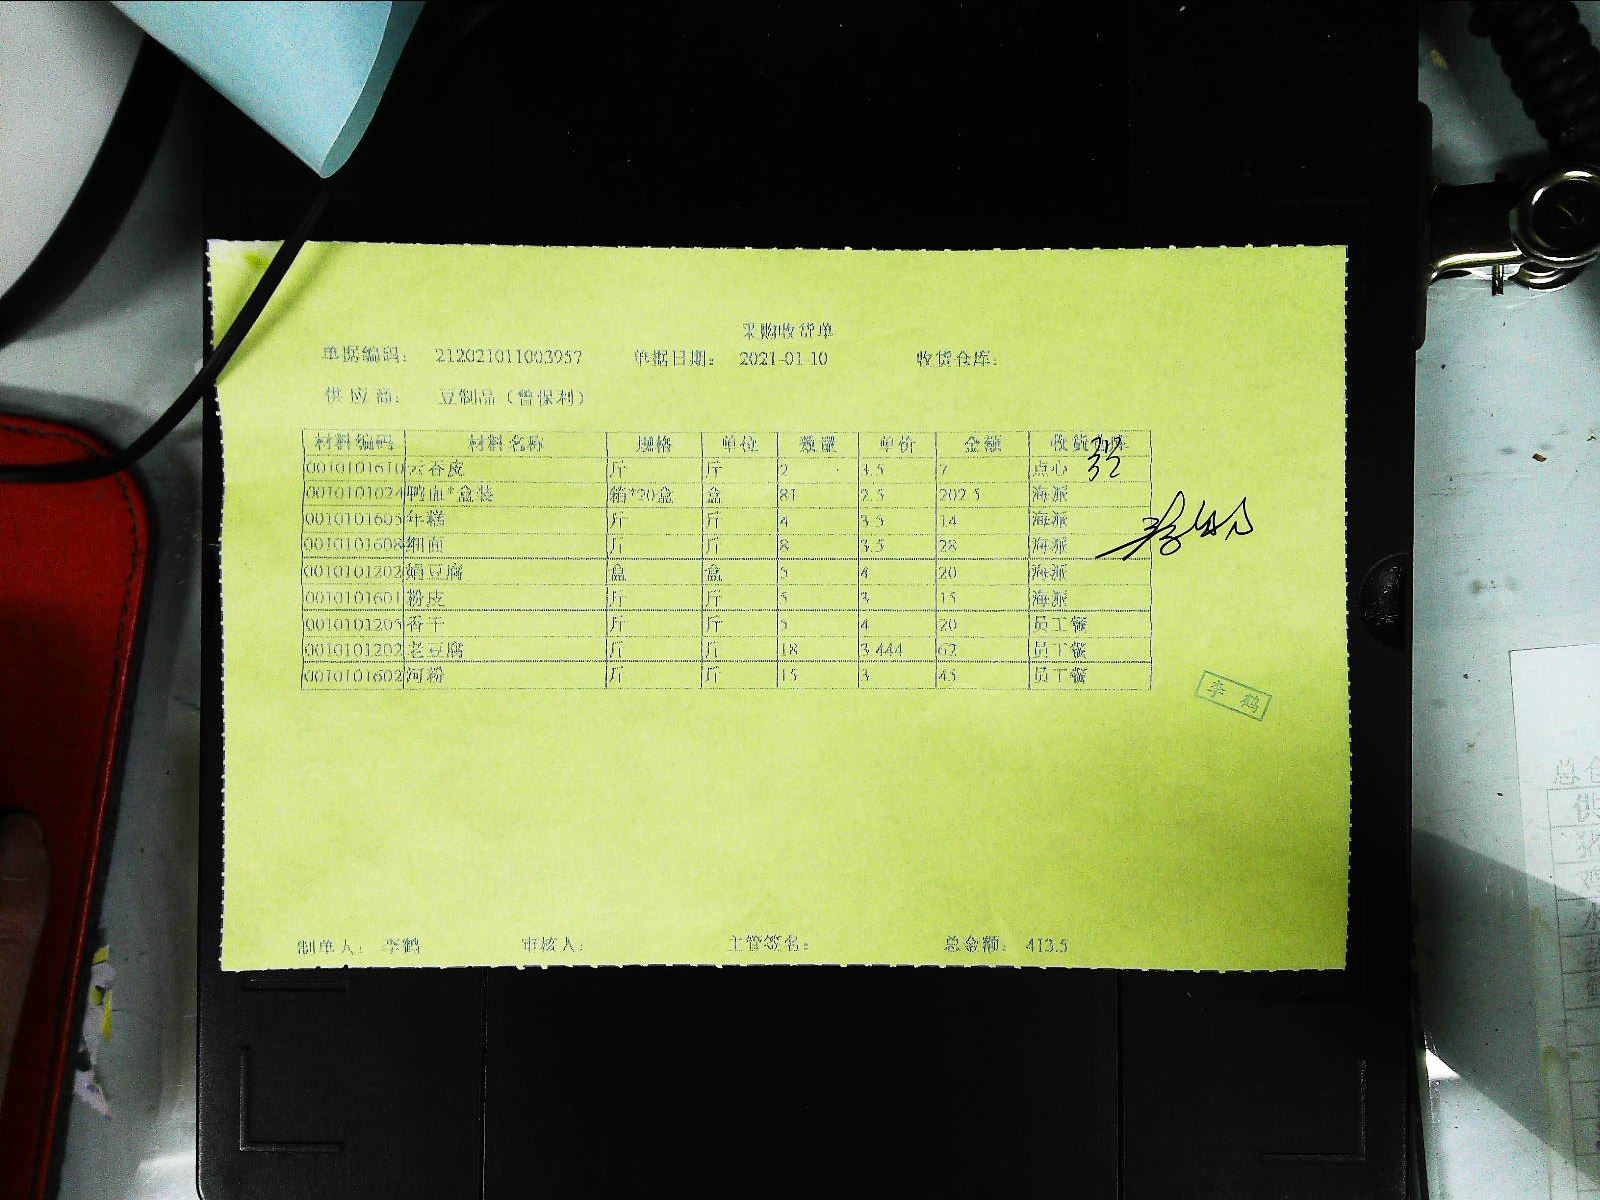 采购收货单
单据编码： 212021011003957 单据日期： 2021-01-10 收货仓库：
供应商： 豆制品（曾保利）
材料编码 材料名称 规格 单位 数量 单价 金额 收货仓库
0010101610 云吞皮 斤 斤 2 3.5 7 点心
0010101024 鸭血*盒装 箱*20盒 盒 81 2.5 202.5 海派
0010101605 年糕 斤 斤 4 3.5 14 海派
0010101608 细面 斤 斤 8 3.5 28 海派
0010101202 嫩豆腐 盒 盒 5 4 20 海派
0010101601 粉皮 斤 斤 5 3 15 海派
0010101205 香干 斤 斤 5 4 20 员工餐
0010101202 老豆腐 斤 斤 18 3.444 62 员工餐
0010101602 河粉 斤 斤 15 3 45 员工餐
李鹤
制单人： 李鹤 审核人： 主管签名： 总金额： 413.5
总仓
供